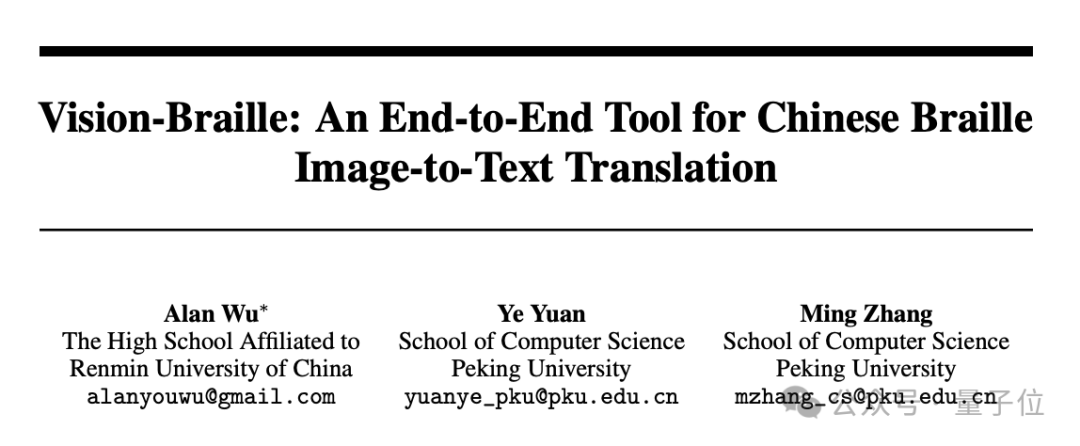 Vision-Braille: An End-to-End Tool for Chinese Braille
Image-to-Text Translation
Alan Wu*
The High School Affiliated to
Renmin University of China
alanyouwu@gmail.com
Ye Yuan
School of Computer Science
Peking University
yuanye_pku@pku.edu.cn
Ming Zhang
School of Computer Science
Peking University
mzhang_cs@pku.edu.cn
公众号 量子位